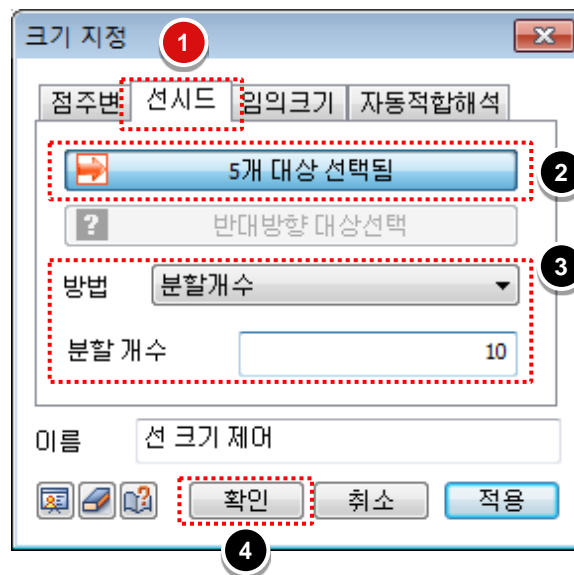 크기 지정
1
점주변 선시드 임의크기 자동적합해석
5개 대상 선택됨
2
? 반대방향 대상선택
3
방법 분할개수
분할 개수 10
이름 선 크기 제어
확인 취소 적용
4